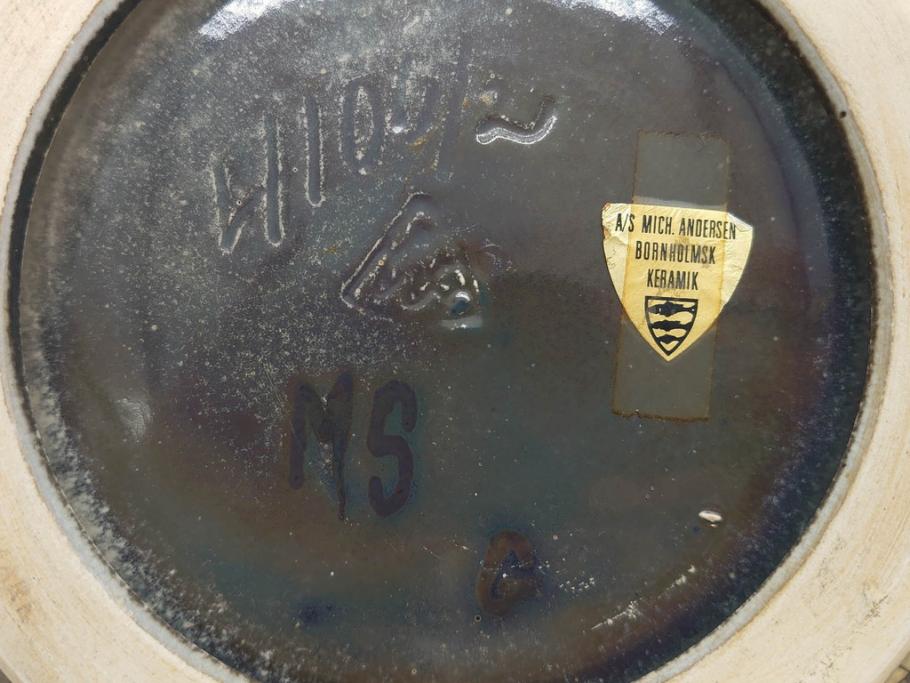 A/S MICH. ANDERSEN
BORNHOLMSK
KERAMIK
MS
G